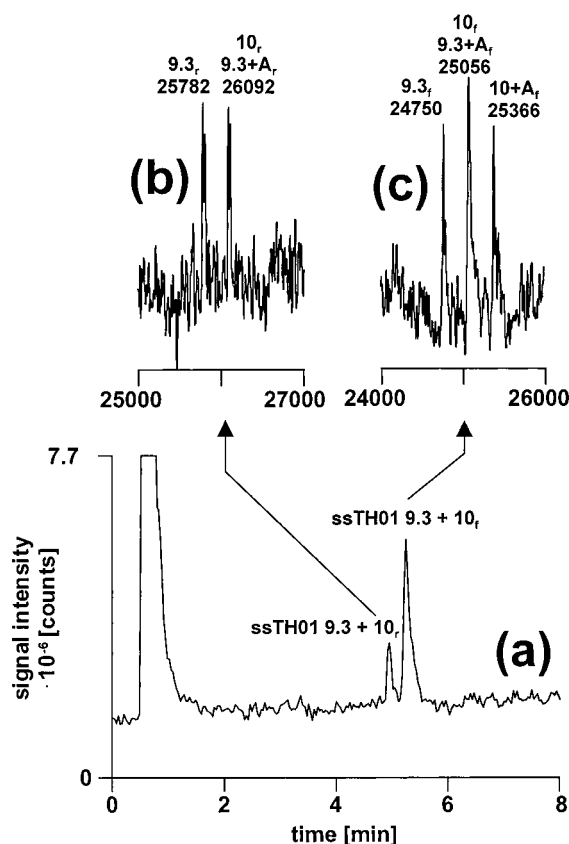 10r
9.3r 9.3+Ar
25782 26092
(b)
25000 27000
10f
9.3+Af
9.3f 25056 10+Af
24750 25366
(c)
24000 26000
7.7
signal intensity
· 10-6 [counts]
0
ssTH01 9.3 + 10f
ssTH01 9.3 + 10r
(a)
0 2 4 6 8
time [min]